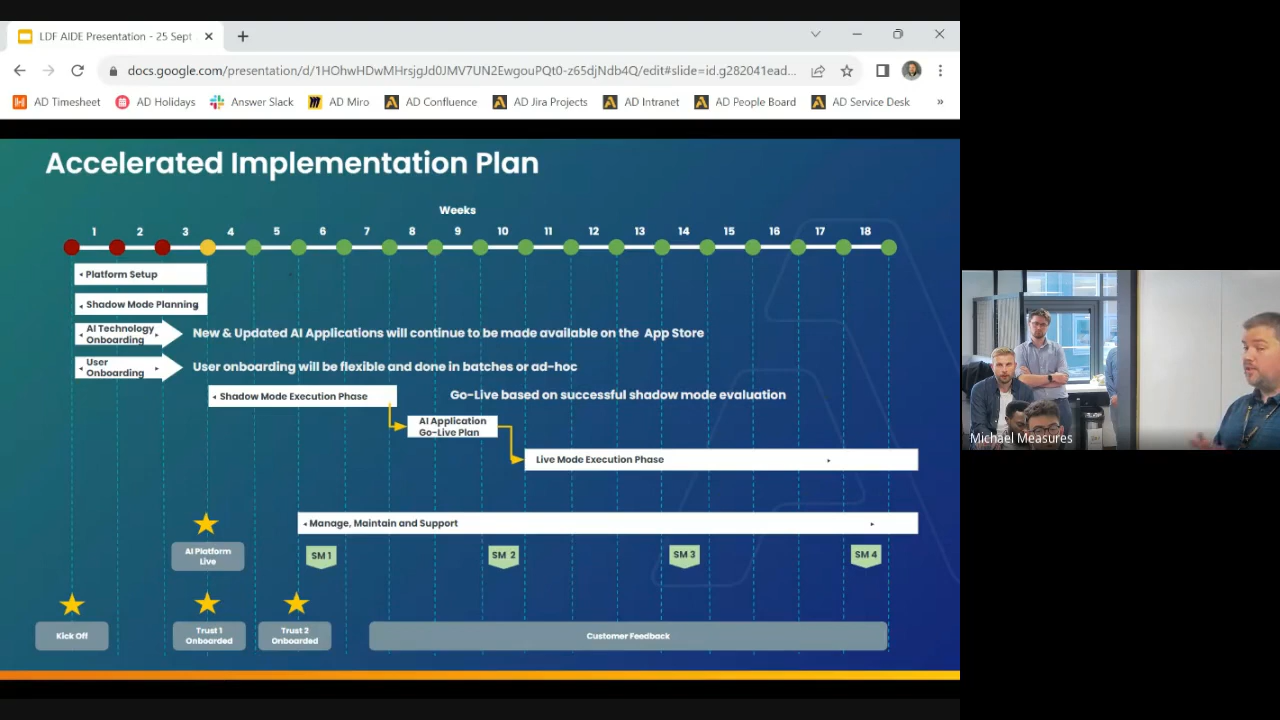 LDF AIDE Presentation - 25 Sept
docs.google.com/presentation/d/1HOhwHDwMHrsjgJd0JMV7UN2EwgouPQt0-z65djNdb4Q/edit#slide=id.g282041ead...
AD Timesheet
AD Holidays
Answer Slack
AD Miro
AD Confluence
AD Jira Projects
AD Intranet
AD People Board
AD Service Desk
»
Accelerated Implementation Plan
Weeks
1 2 3 4 5 6 7 8 9 10 11 12 13 14 15 16 17 18
Platform Setup
Shadow Mode Planning
AI Technology
Onboarding
New & Updated AI Applications will continue to be made available on the App Store
User
Onboarding
User onboarding will be flexible and done in batches or ad-hoc
Shadow Mode Execution Phase
Go-Live based on successful shadow mode evaluation
AI Application
Go-Live Plan
Live Mode Execution Phase
Manage, Maintain and Support
AI Platform
Live
SM 1
SM 2
SM 3
SM 4
Kick Off
Trust 1
Onboarded
Trust 2
Onboarded
Customer Feedback
Michael Measures